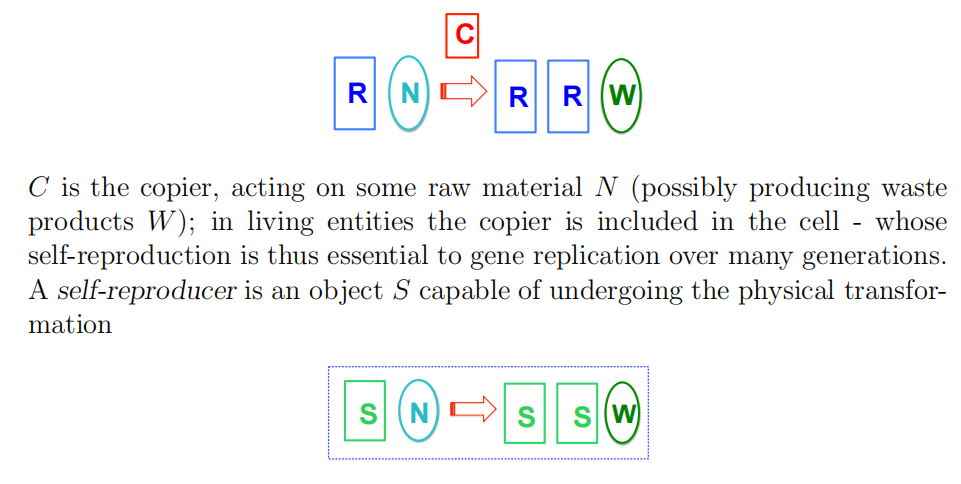 C
R N R R W
C is the copier, acting on some raw material N (possibly producing waste
products W); in living entities the copier is included in the cell - whose
self-reproduction is thus essential to gene replication over many generations.
A self-reproducer is an object S capable of undergoing the physical transfor-
mation
S N S S W